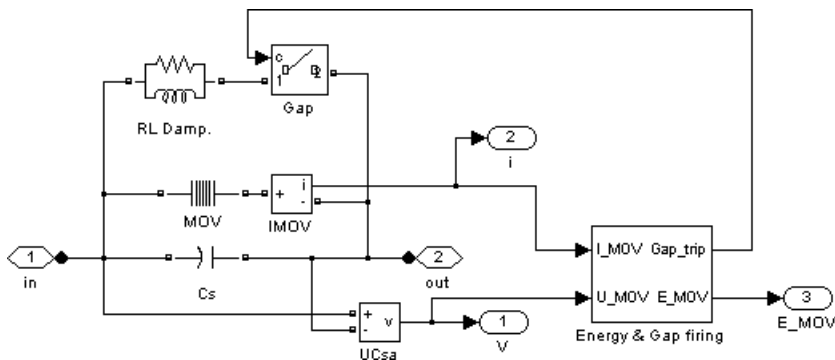 c
1
2
Gap
RL Damp.
2
i
+
i
-
MOV
IMOV
I_MOV
Gap_trip
1
in
2
out
Cs
U_MOV
E_MOV
3
E_MOV
+
-
v
1
V
UCsa
Energy & Gap firing